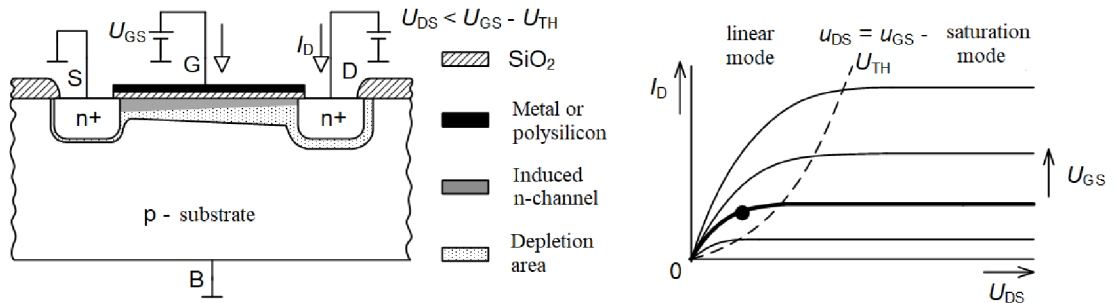 U_GS
I_D
U_DS < U_GS - U_TH
S
G
D
n+
n+
p - substrate
B
SiO₂
Metal or
polysilicon
Induced
n-channel
Depletion
area
linear
mode
u_DS = u_GS -
U_TH
saturation
mode
I_D
U_GS
0
U_DS